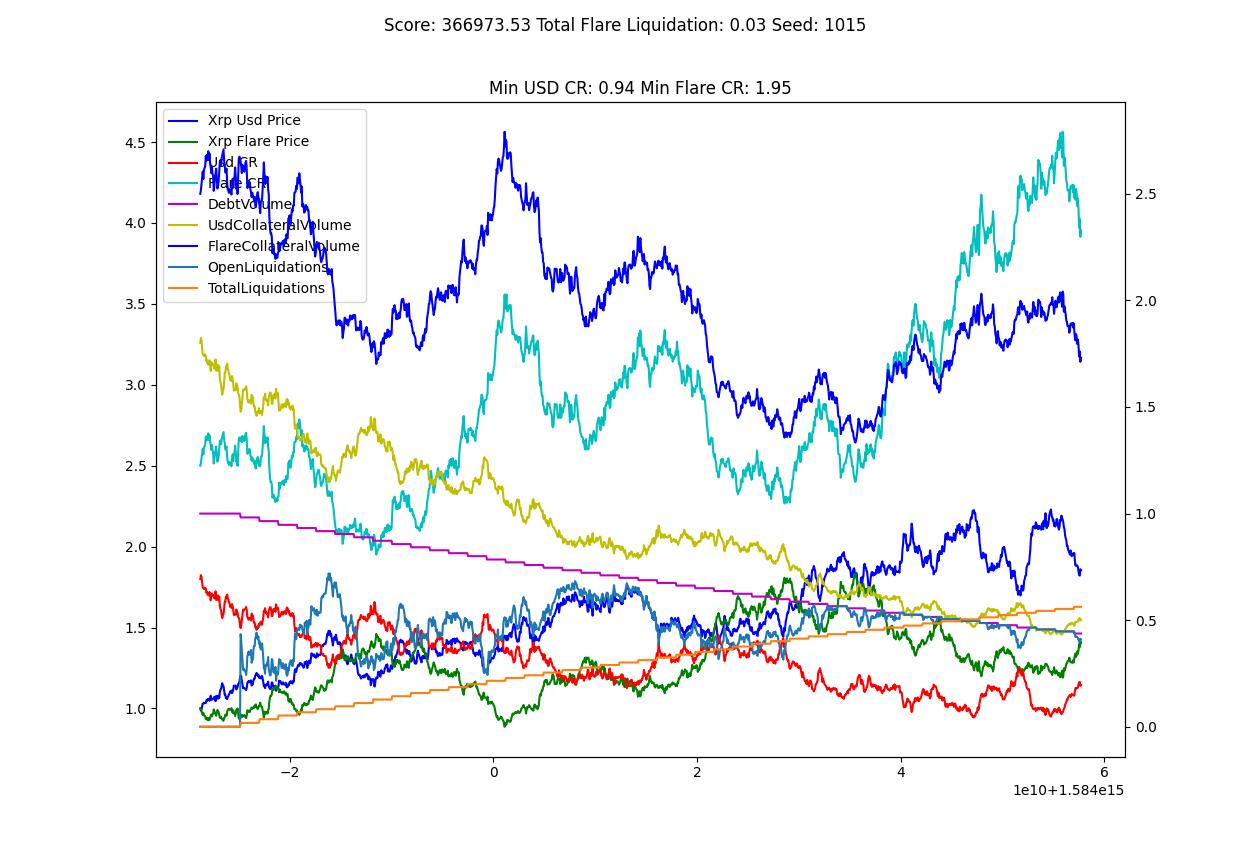 Score: 366973.53 Total Flare Liquidation: 0.03 Seed: 1015
Min USD CR: 0.94 Min Flare CR: 1.95
Xrp Usd Price
Xrp Flare Price
Usd CR
Flare CR
DebtVolume
UsdCollateralVolume
FlareCollateralVolume
OpenLiquidations
TotalLiquidations
4.5
4.0
3.5
3.0
2.5
2.0
1.5
1.0
2.5
2.0
1.5
1.0
0.5
0.0
−2 0 2 4 6
1e10+1.584e15